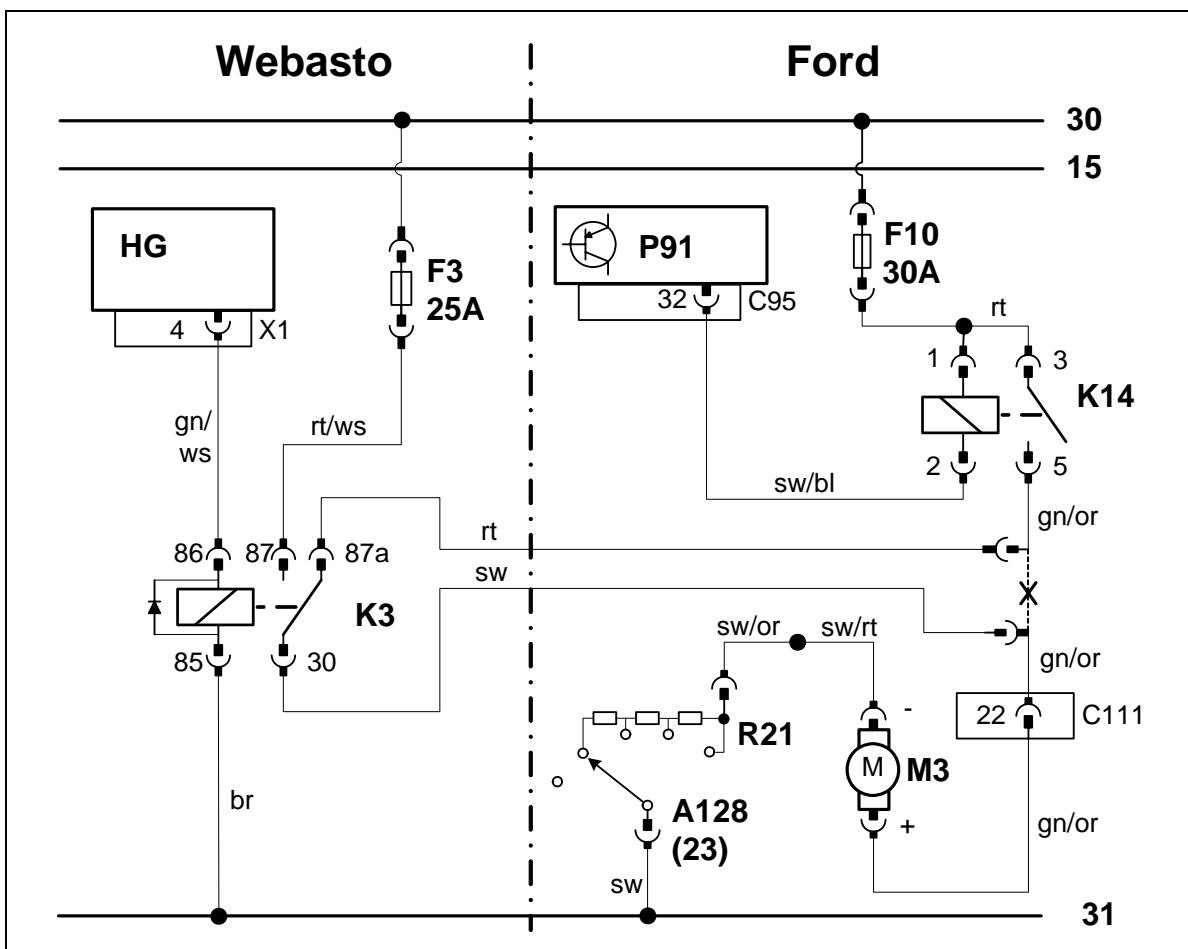 Webasto
Ford
30
15
HG
4
X1
F3
25A
P91
32
C95
F10
30A
rt
1
3
K14
2
5
gn/
ws
rt/ws
sw/bl
gn/or
86
87
87a
rt
sw
K3
85
30
sw/or
sw/rt
gn/or
22
C111
R21
-
M
M3
+
A128
(23)
br
sw
gn/or
31